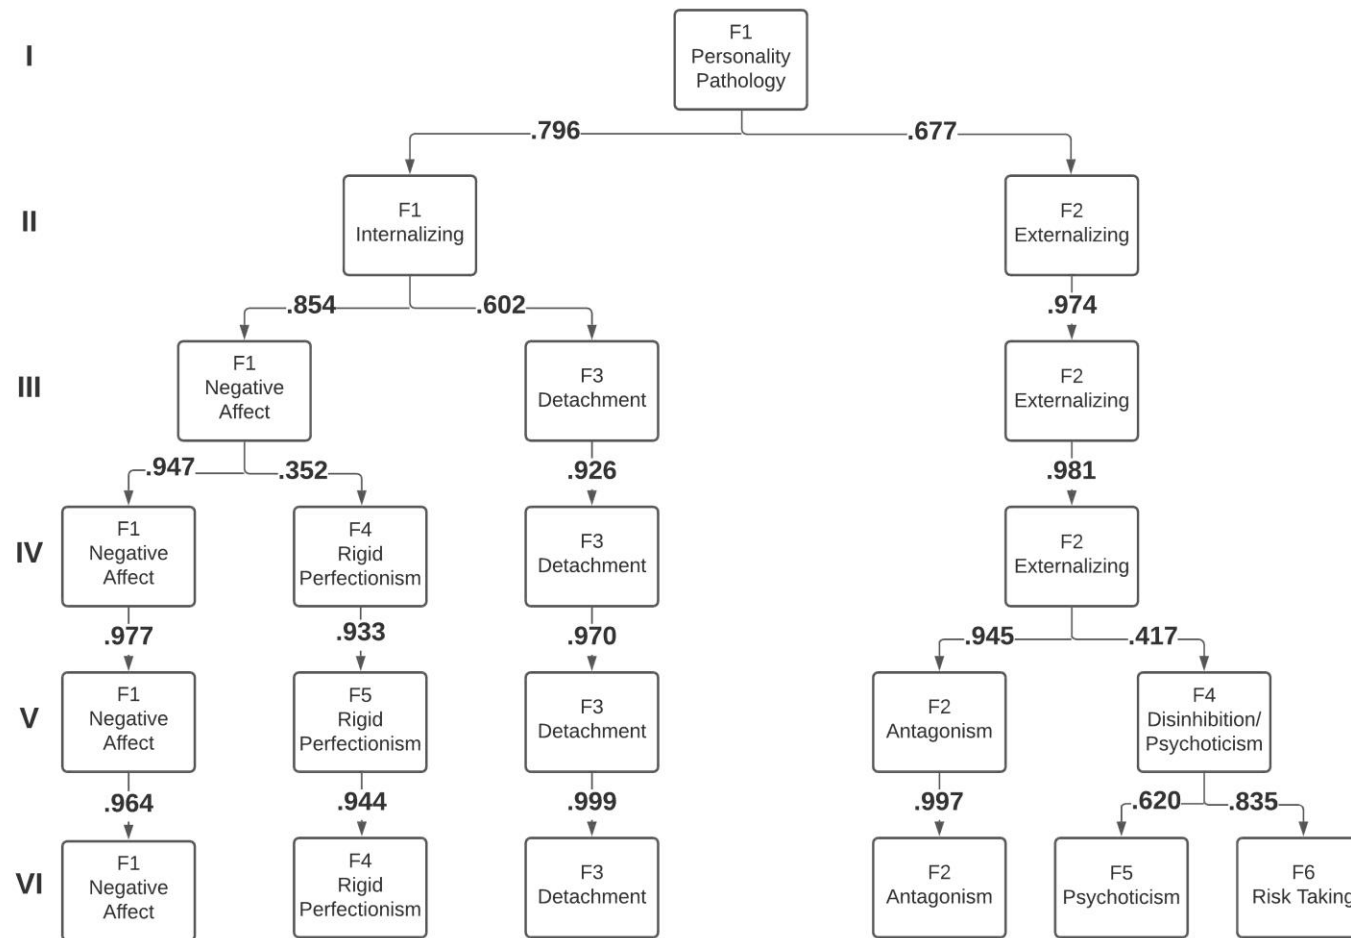 I
F1
Personality
Pathology
.796
.677
II
F1
Internalizing
F2
Externalizing
.854
.602
.974
III
F1
Negative
Affect
F3
Detachment
F2
Externalizing
.947
.352
.926
.981
IV
F1
Negative
Affect
F4
Rigid
Perfectionism
F3
Detachment
F2
Externalizing
.977
.933
.970
.945
.417
V
F1
Negative
Affect
F5
Rigid
Perfectionism
F3
Detachment
F2
Antagonism
F4
Disinhibition/
Psychoticism
.964
.944
.999
.997
.620
.835
VI
F1
Negative
Affect
F4
Rigid
Perfectionism
F3
Detachment
F2
Antagonism
F5
Psychoticism
F6
Risk Taking